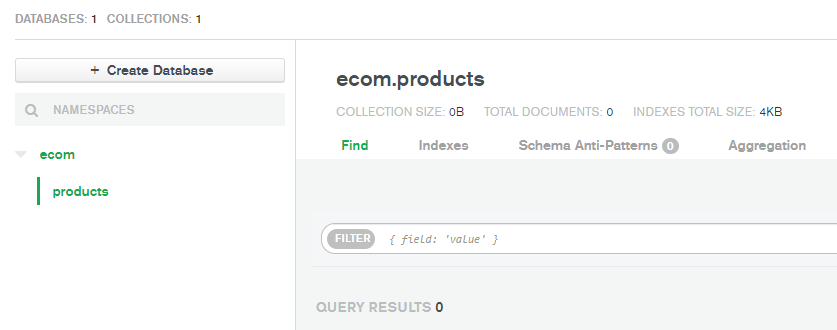 DATABASES: 1 COLLECTIONS: 1
+ Create Database
NAMESPACES
ecom
products
ecom.products
COLLECTION SIZE: 0B TOTAL DOCUMENTS: 0 INDEXES TOTAL SIZE: 4KB
Find Indexes Schema Anti-Patterns 0 Aggregation
FILTER { field: 'value' }
QUERY RESULTS 0